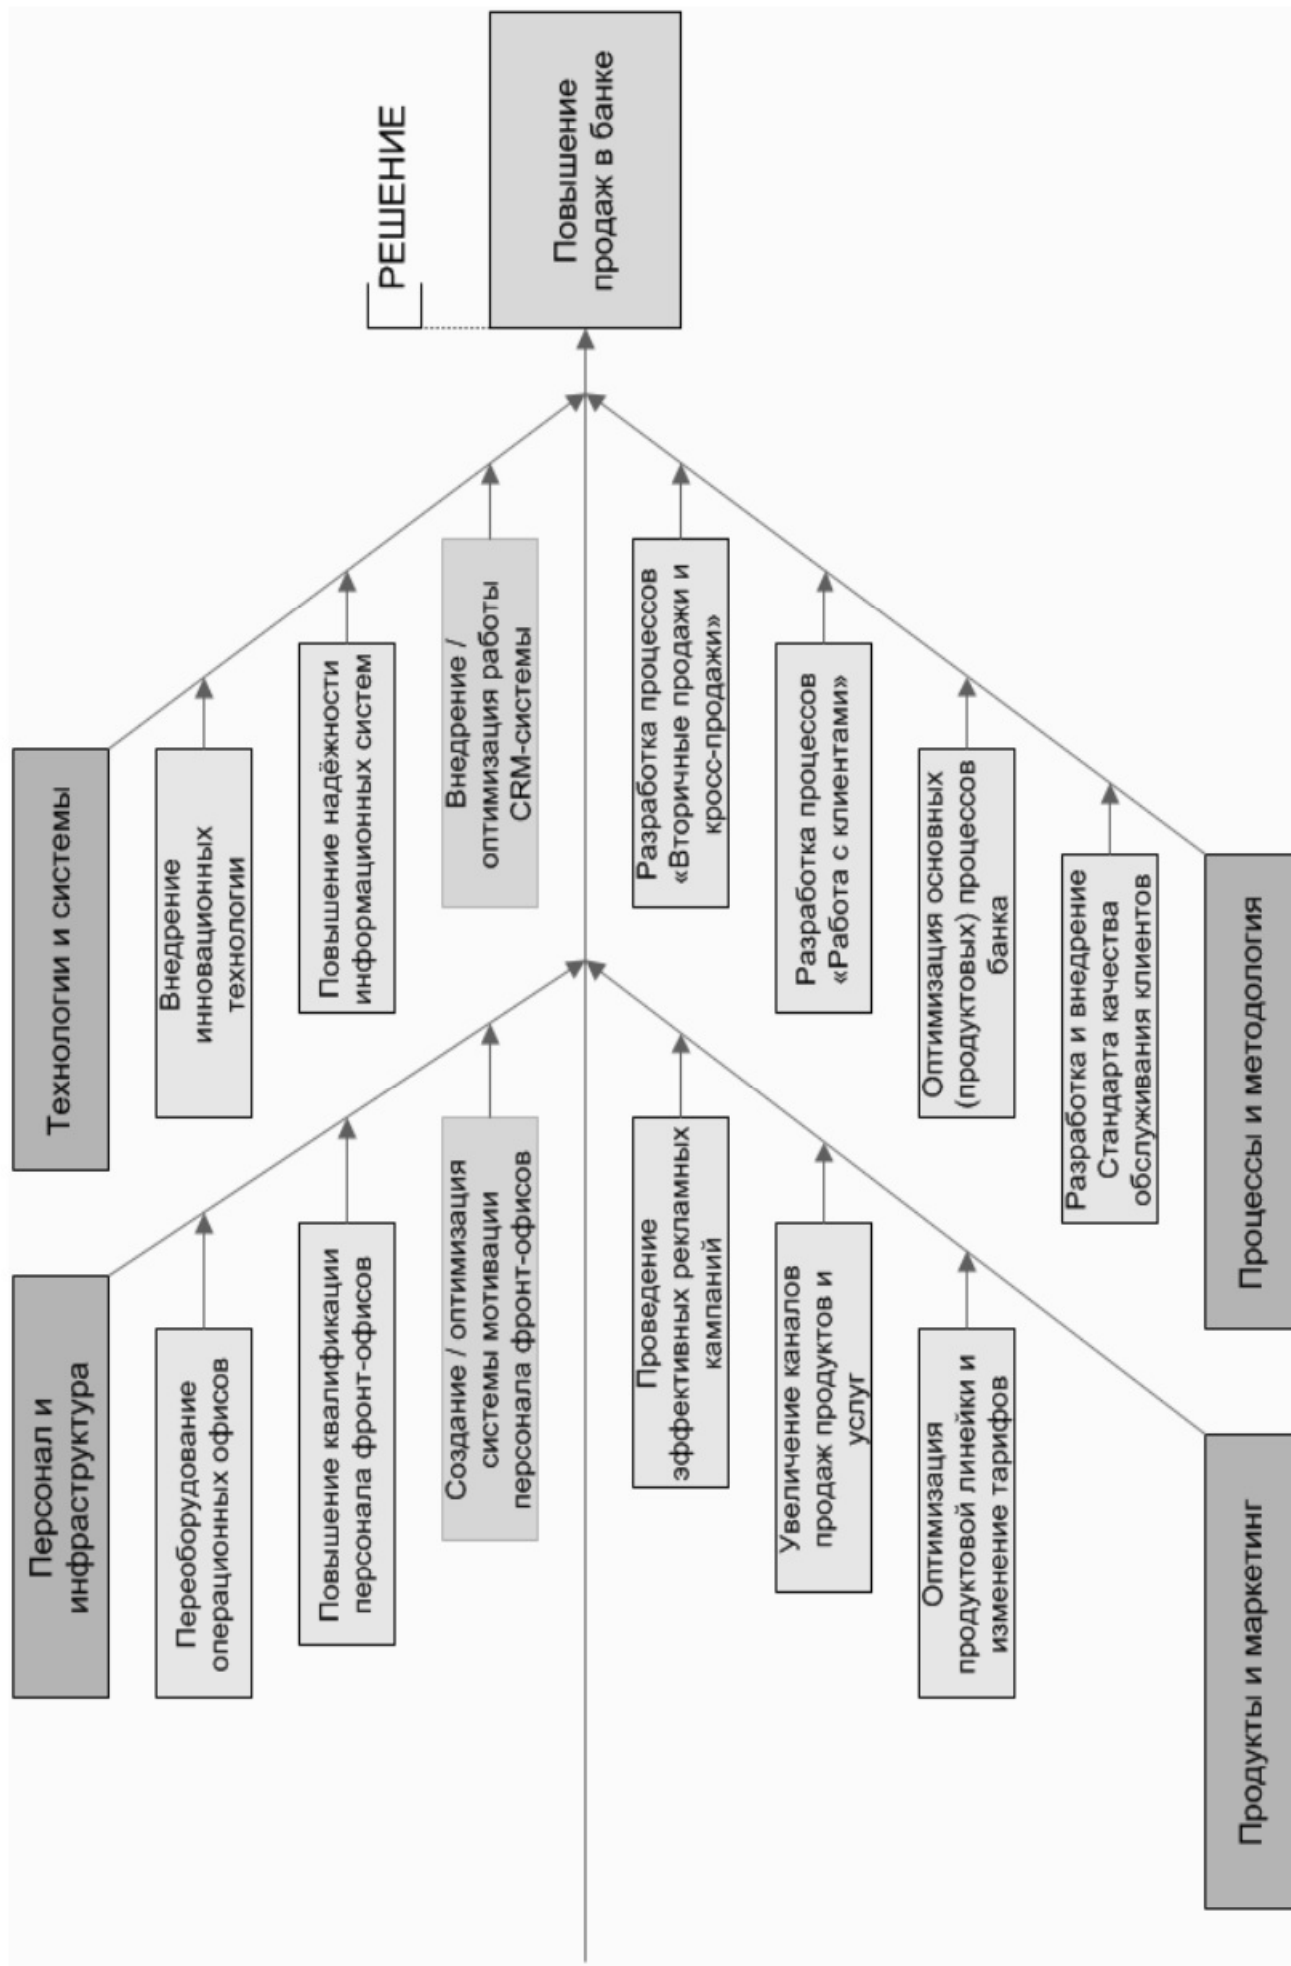 Персонал и
инфраструктура
Переоборудование
операционных офисов
Повышение квалификации
персонала фронт-офисов
Создание / оптимизация
системы мотивации
персонала фронт-офисов
Технологии и системы
Внедрение
инновационных
технологии
Повышение надёжности
информационных систем
Внедрение /
оптимизация работы
CRM-системы
РЕШЕНИЕ
Повышение
продаж в банке
Проведение
эффективных рекламных
кампаний
Увеличение каналов
продаж продуктов и
услуг
Оптимизация
продуктовой линейки и
изменение тарифов
Продукты и маркетинг
Разработка процессов
«Вторичные продажи и
кросс-продажи»
Разработка процессов
«Работа с клиентами»
Оптимизация основных
(продуктовых) процессов
банка
Разработка и внедрение
Стандарта качества
обслуживания клиентов
Процессы и методология